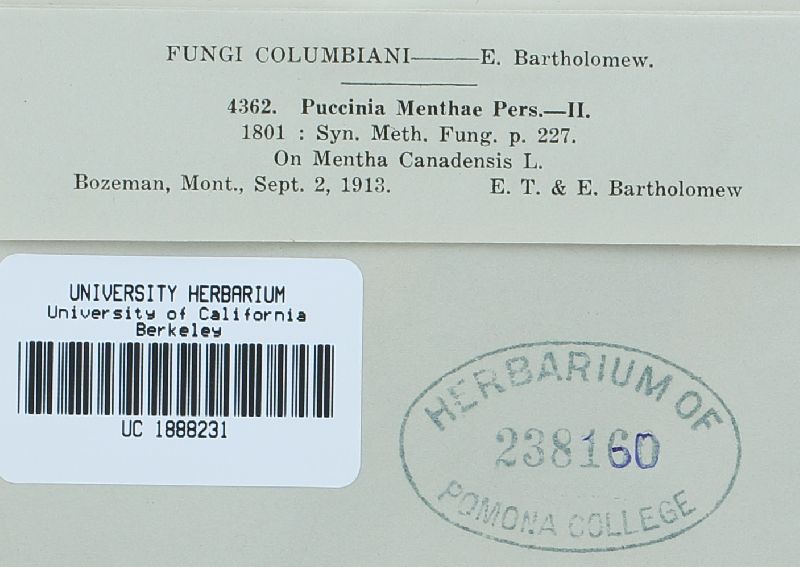 FUNGI COLUMBIANI——E. Bartholomew.
4362. Puccinia Menthae Pers.—II.
1801 : Syn. Meth. Fung. p. 227.
On Mentha Canadensis L.
Bozeman, Mont., Sept. 2, 1913. E. T. & E. Bartholomew
UNIVERSITY HERBARIUM
University of California
Berkeley
UC 1888231
HERBARIUM OF
238160
POMONA COLLEGE